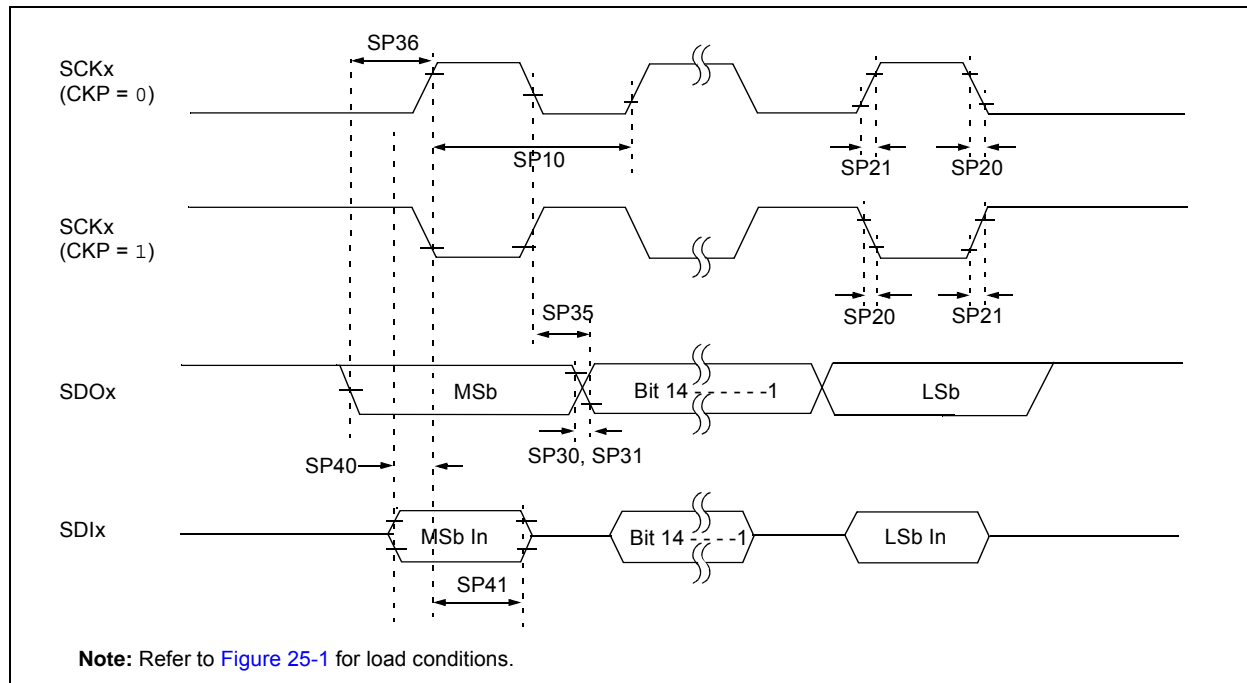 SP36
SCKx
(CKP = 0)
SP10
SP21
SP20
SCKx
(CKP = 1)
SP35
SP20
SP21
SDOx
MSb
Bit 14 - - - - - -1
LSb
SP40
SP30, SP31
SDIx
MSb In
Bit 14 - - - -1
LSb In
SP41
Note: Refer to Figure 25-1 for load conditions.